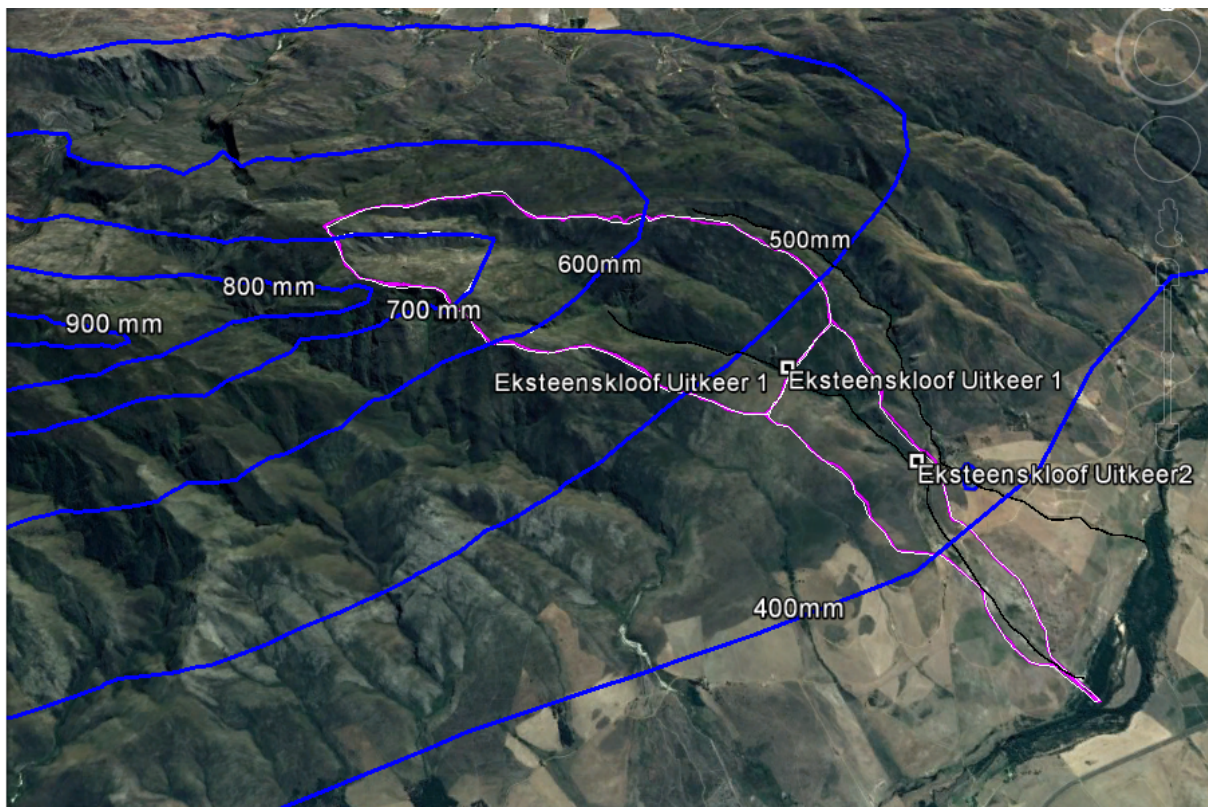 500mm
600mm
800 mm
700 mm
900 mm
Eksteenskloof Uitkeer 1
Eksteenskloof Uitkeer 1
Eksteenskloof Uitkeer2
400mm